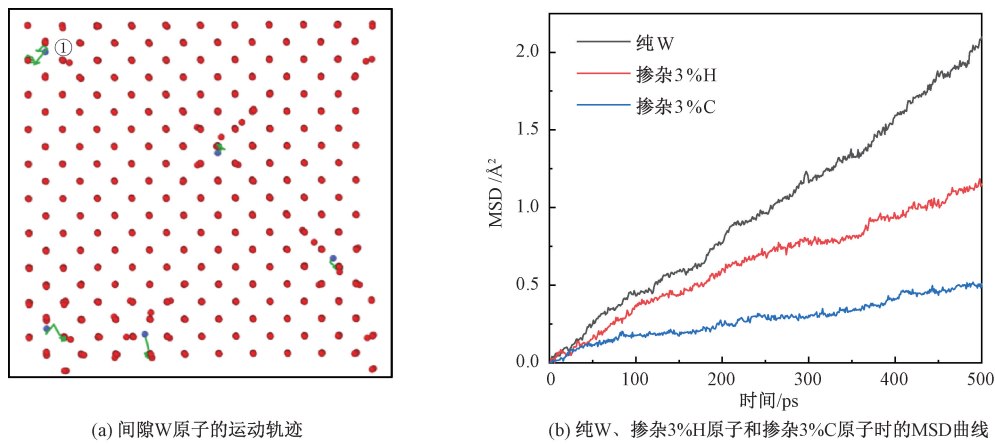 ①
纯W
掺杂3%H
掺杂3%C
MSD /Å²
2.0
1.5
1.0
0.5
0.0
0 100 200 300 400 500
时间/ps
(a) 间隙W原子的运动轨迹
(b) 纯W、掺杂3%H原子和掺杂3%C原子时的MSD曲线